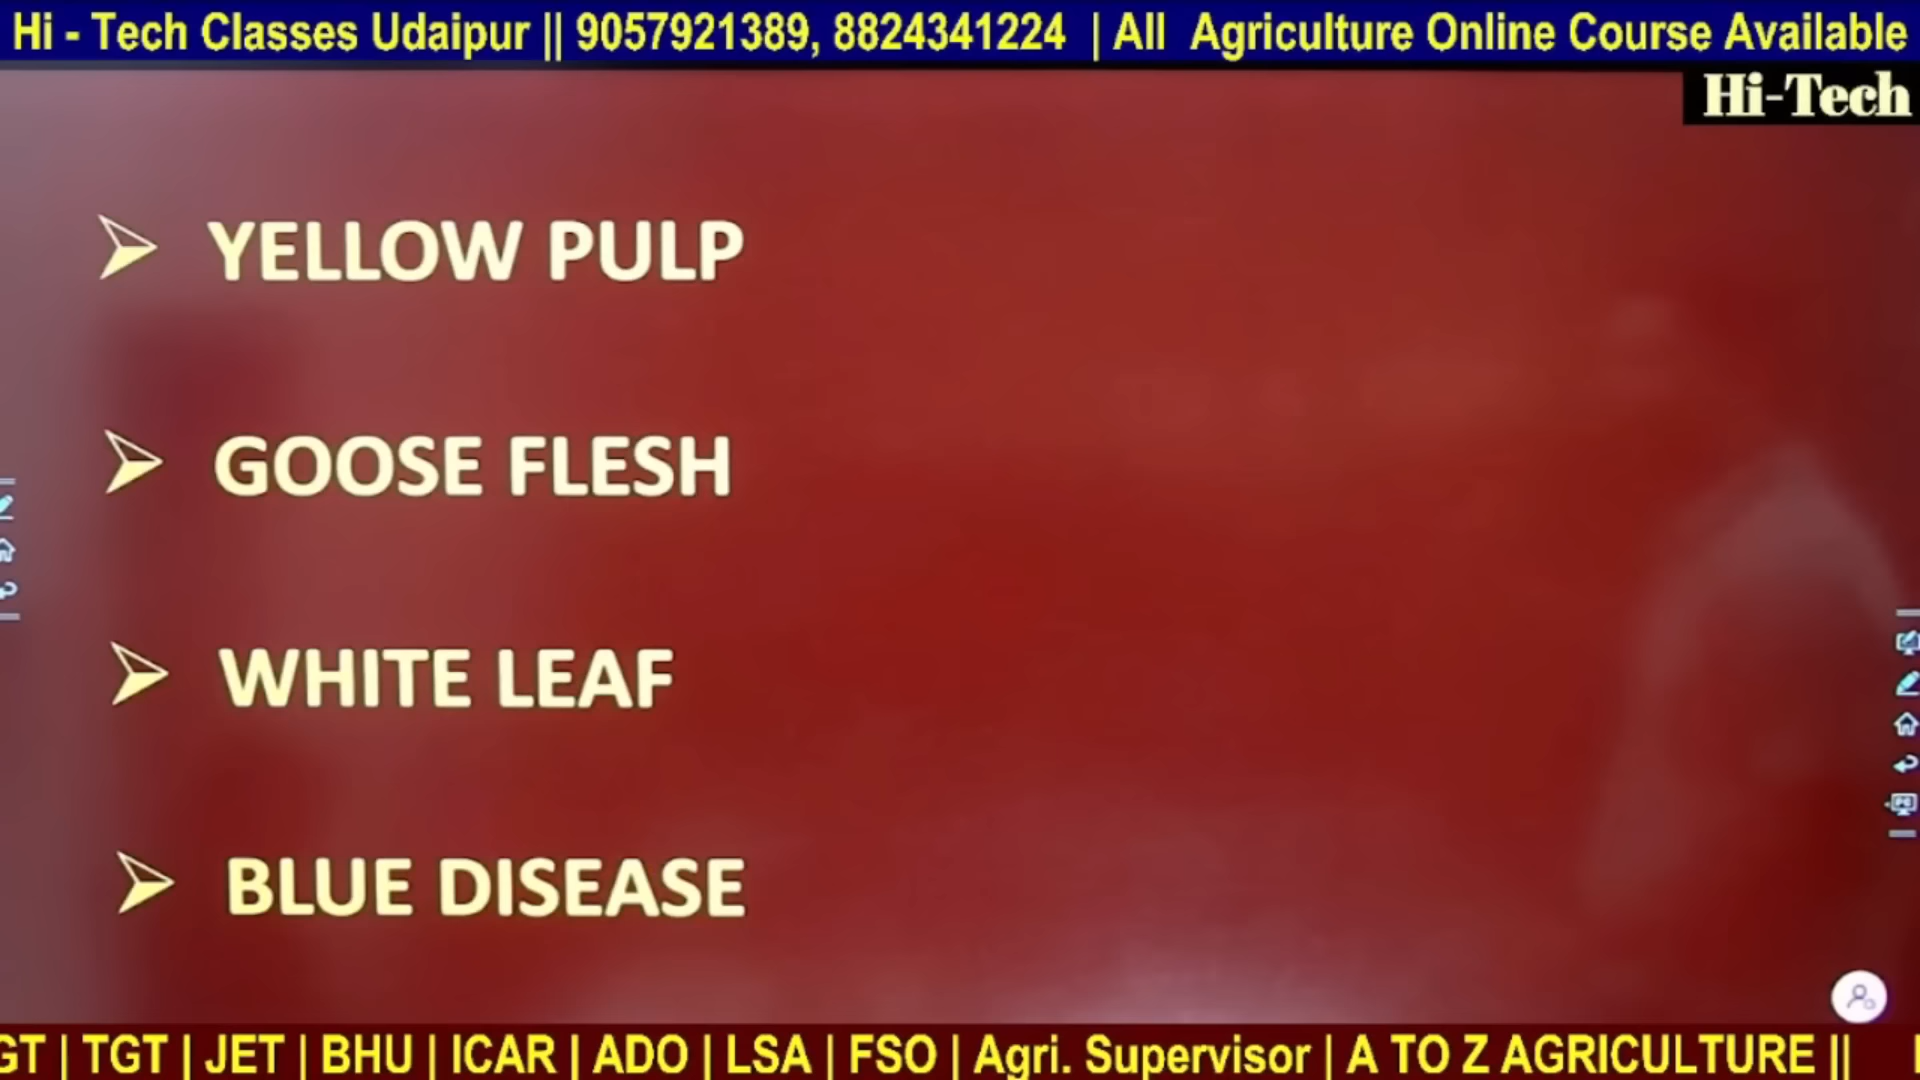 Hi - Tech Classes Udaipur || 9057921389, 8824341224 | All Agriculture Online Course Available
Hi-Tech
YELLOW PULP
GOOSE FLESH
WHITE LEAF
BLUE DISEASE
GT | TGT | JET | BHU | ICAR | ADO | LSA | FSO | Agri. Supervisor | A TO Z AGRICULTURE ||